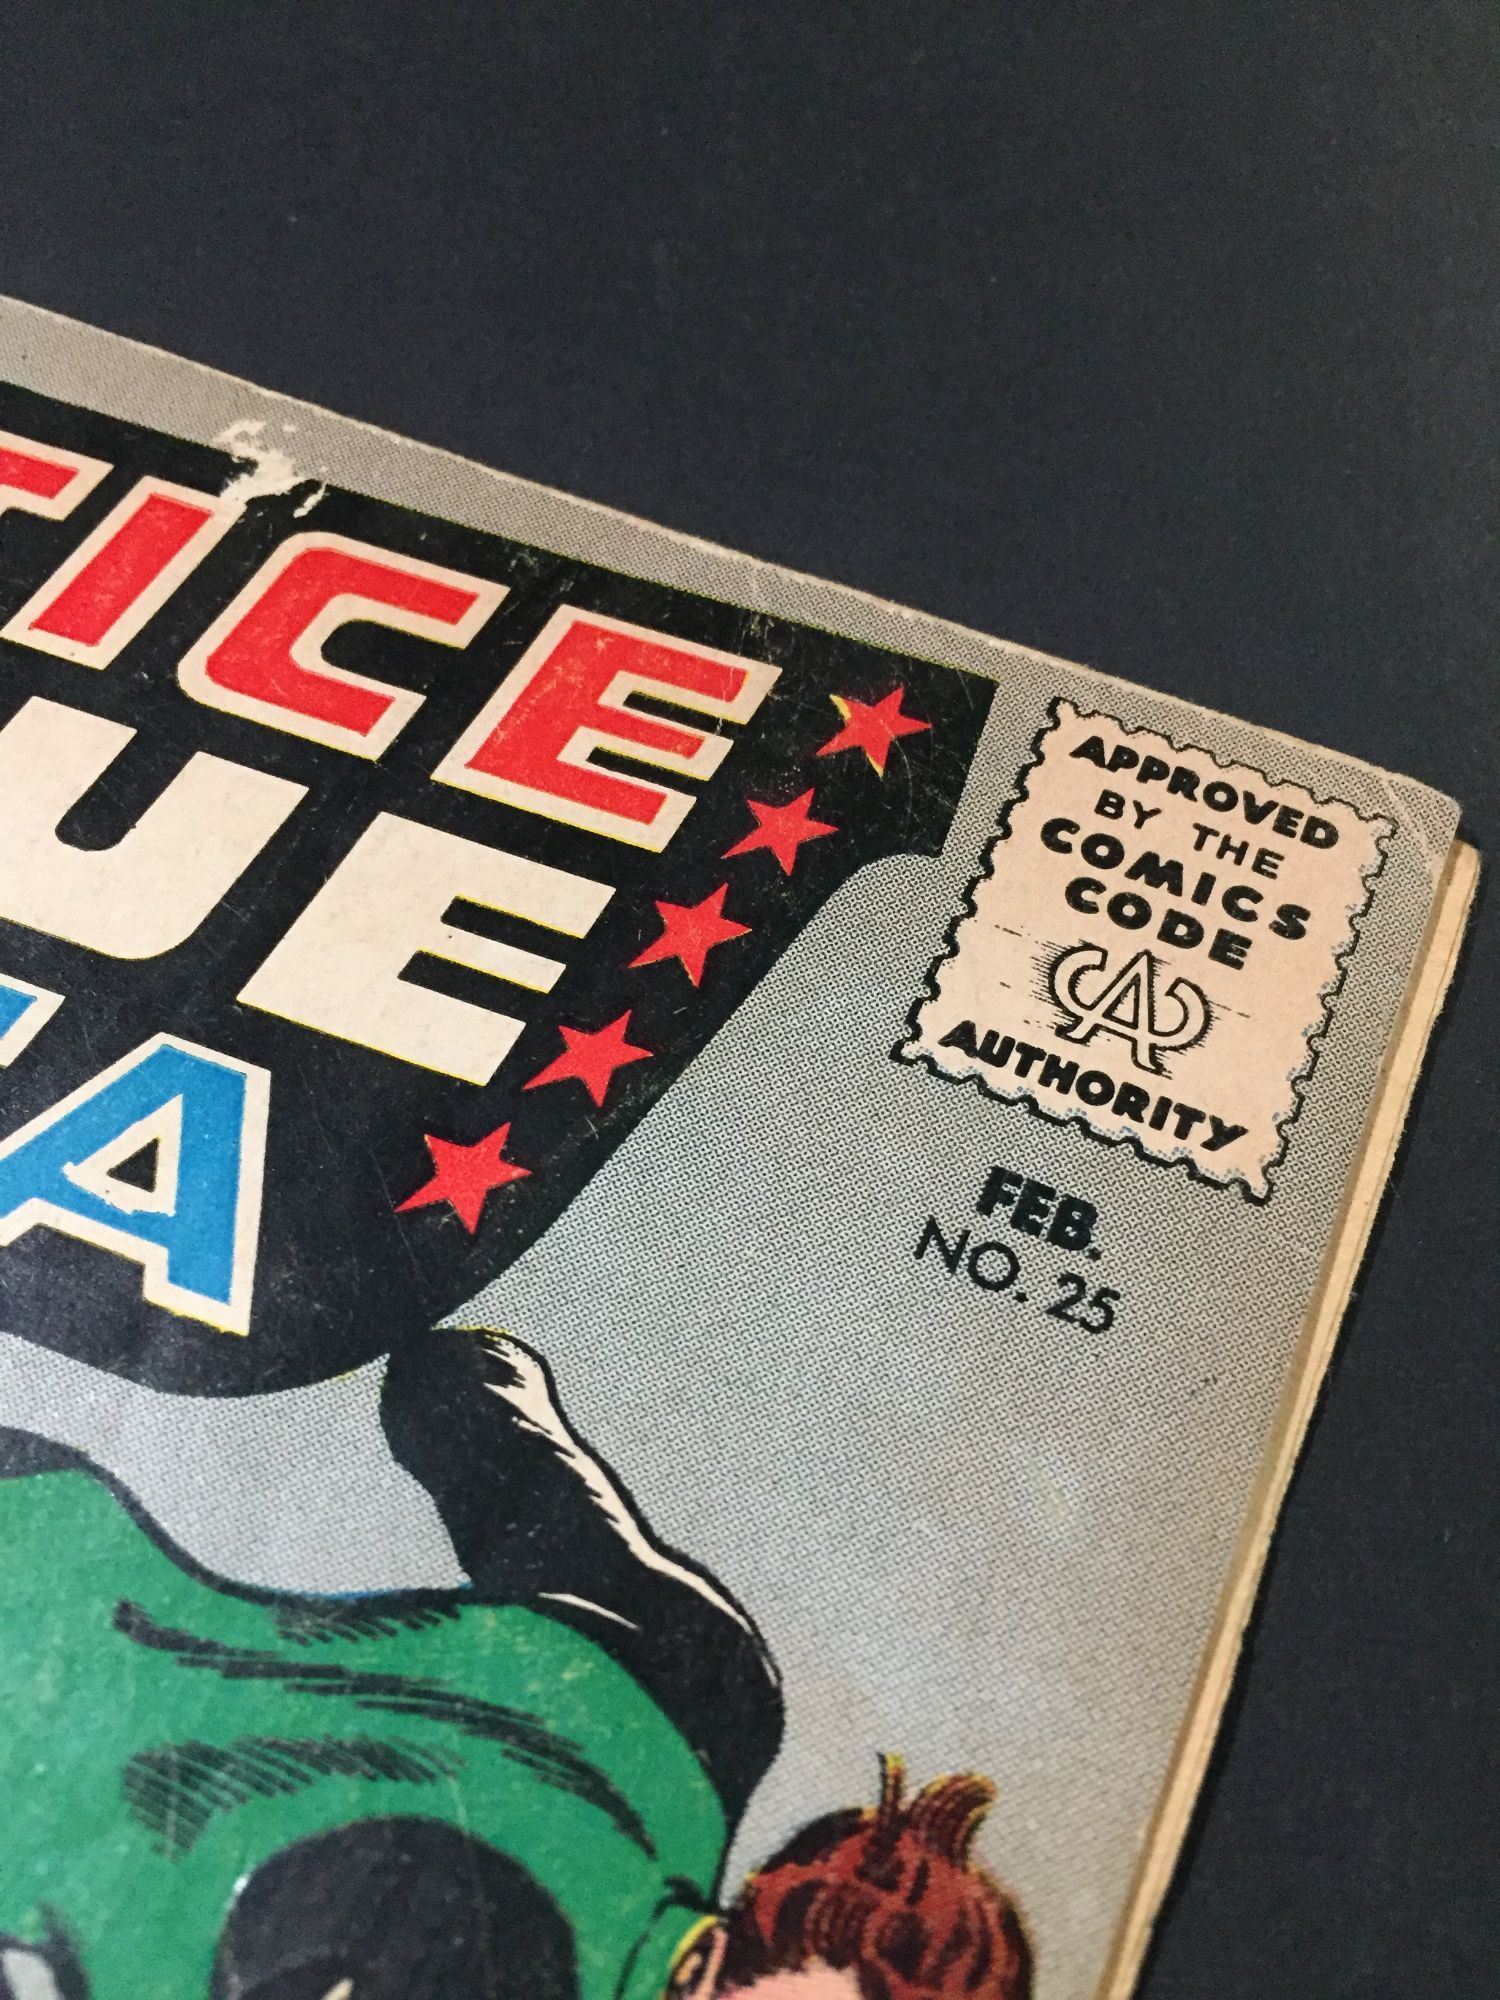 TICE
UE
A
APPROVED
BY THE
COMICS
CODE
CA
AUTHORITY
FEB.
NO. 25